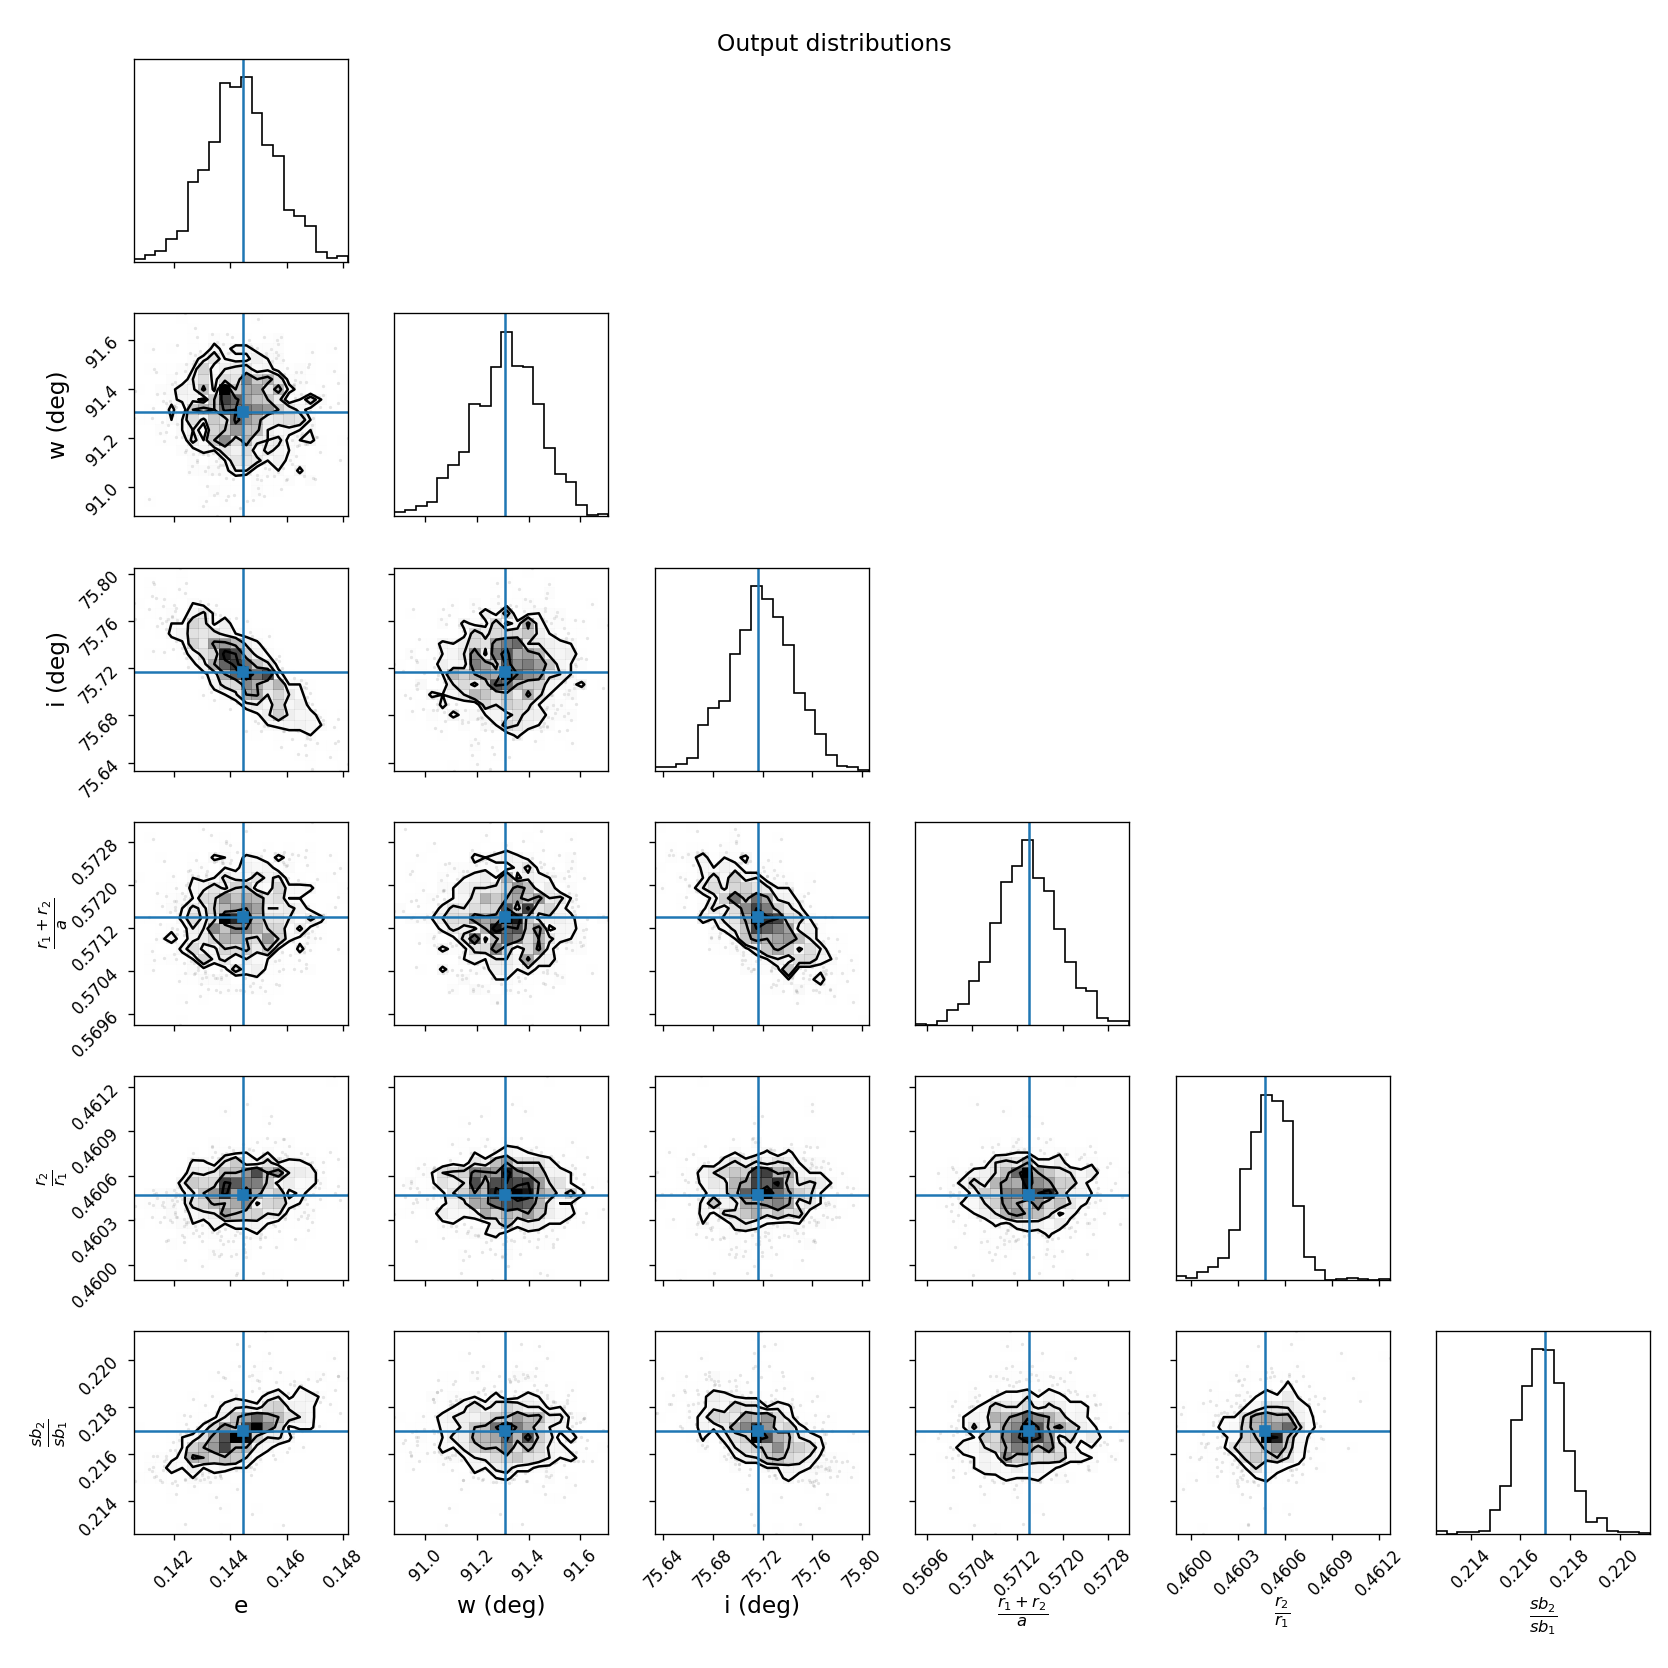 Output distributions
w (deg)
91.6
91.4
91.2
91.0
i (deg)
75.80
75.76
75.72
75.68
75.64
r₁ + r₂
a
0.5728
0.5720
0.5712
0.5704
0.5696
r₂
r₁
0.4612
0.4609
0.4606
0.4603
0.4600
sb₂
sb₁
0.220
0.218
0.216
0.214
0.142 0.144 0.146 0.148
91.0 91.2 91.4 91.6
75.64 75.68 75.72 75.76 75.80
0.5696 0.5704 0.5712 0.5720 0.5728
0.4600 0.4603 0.4606 0.4609 0.4612
0.214 0.216 0.218 0.220
e
w (deg)
i (deg)
r₁ + r₂
a
r₂
r₁
sb₂
sb₁